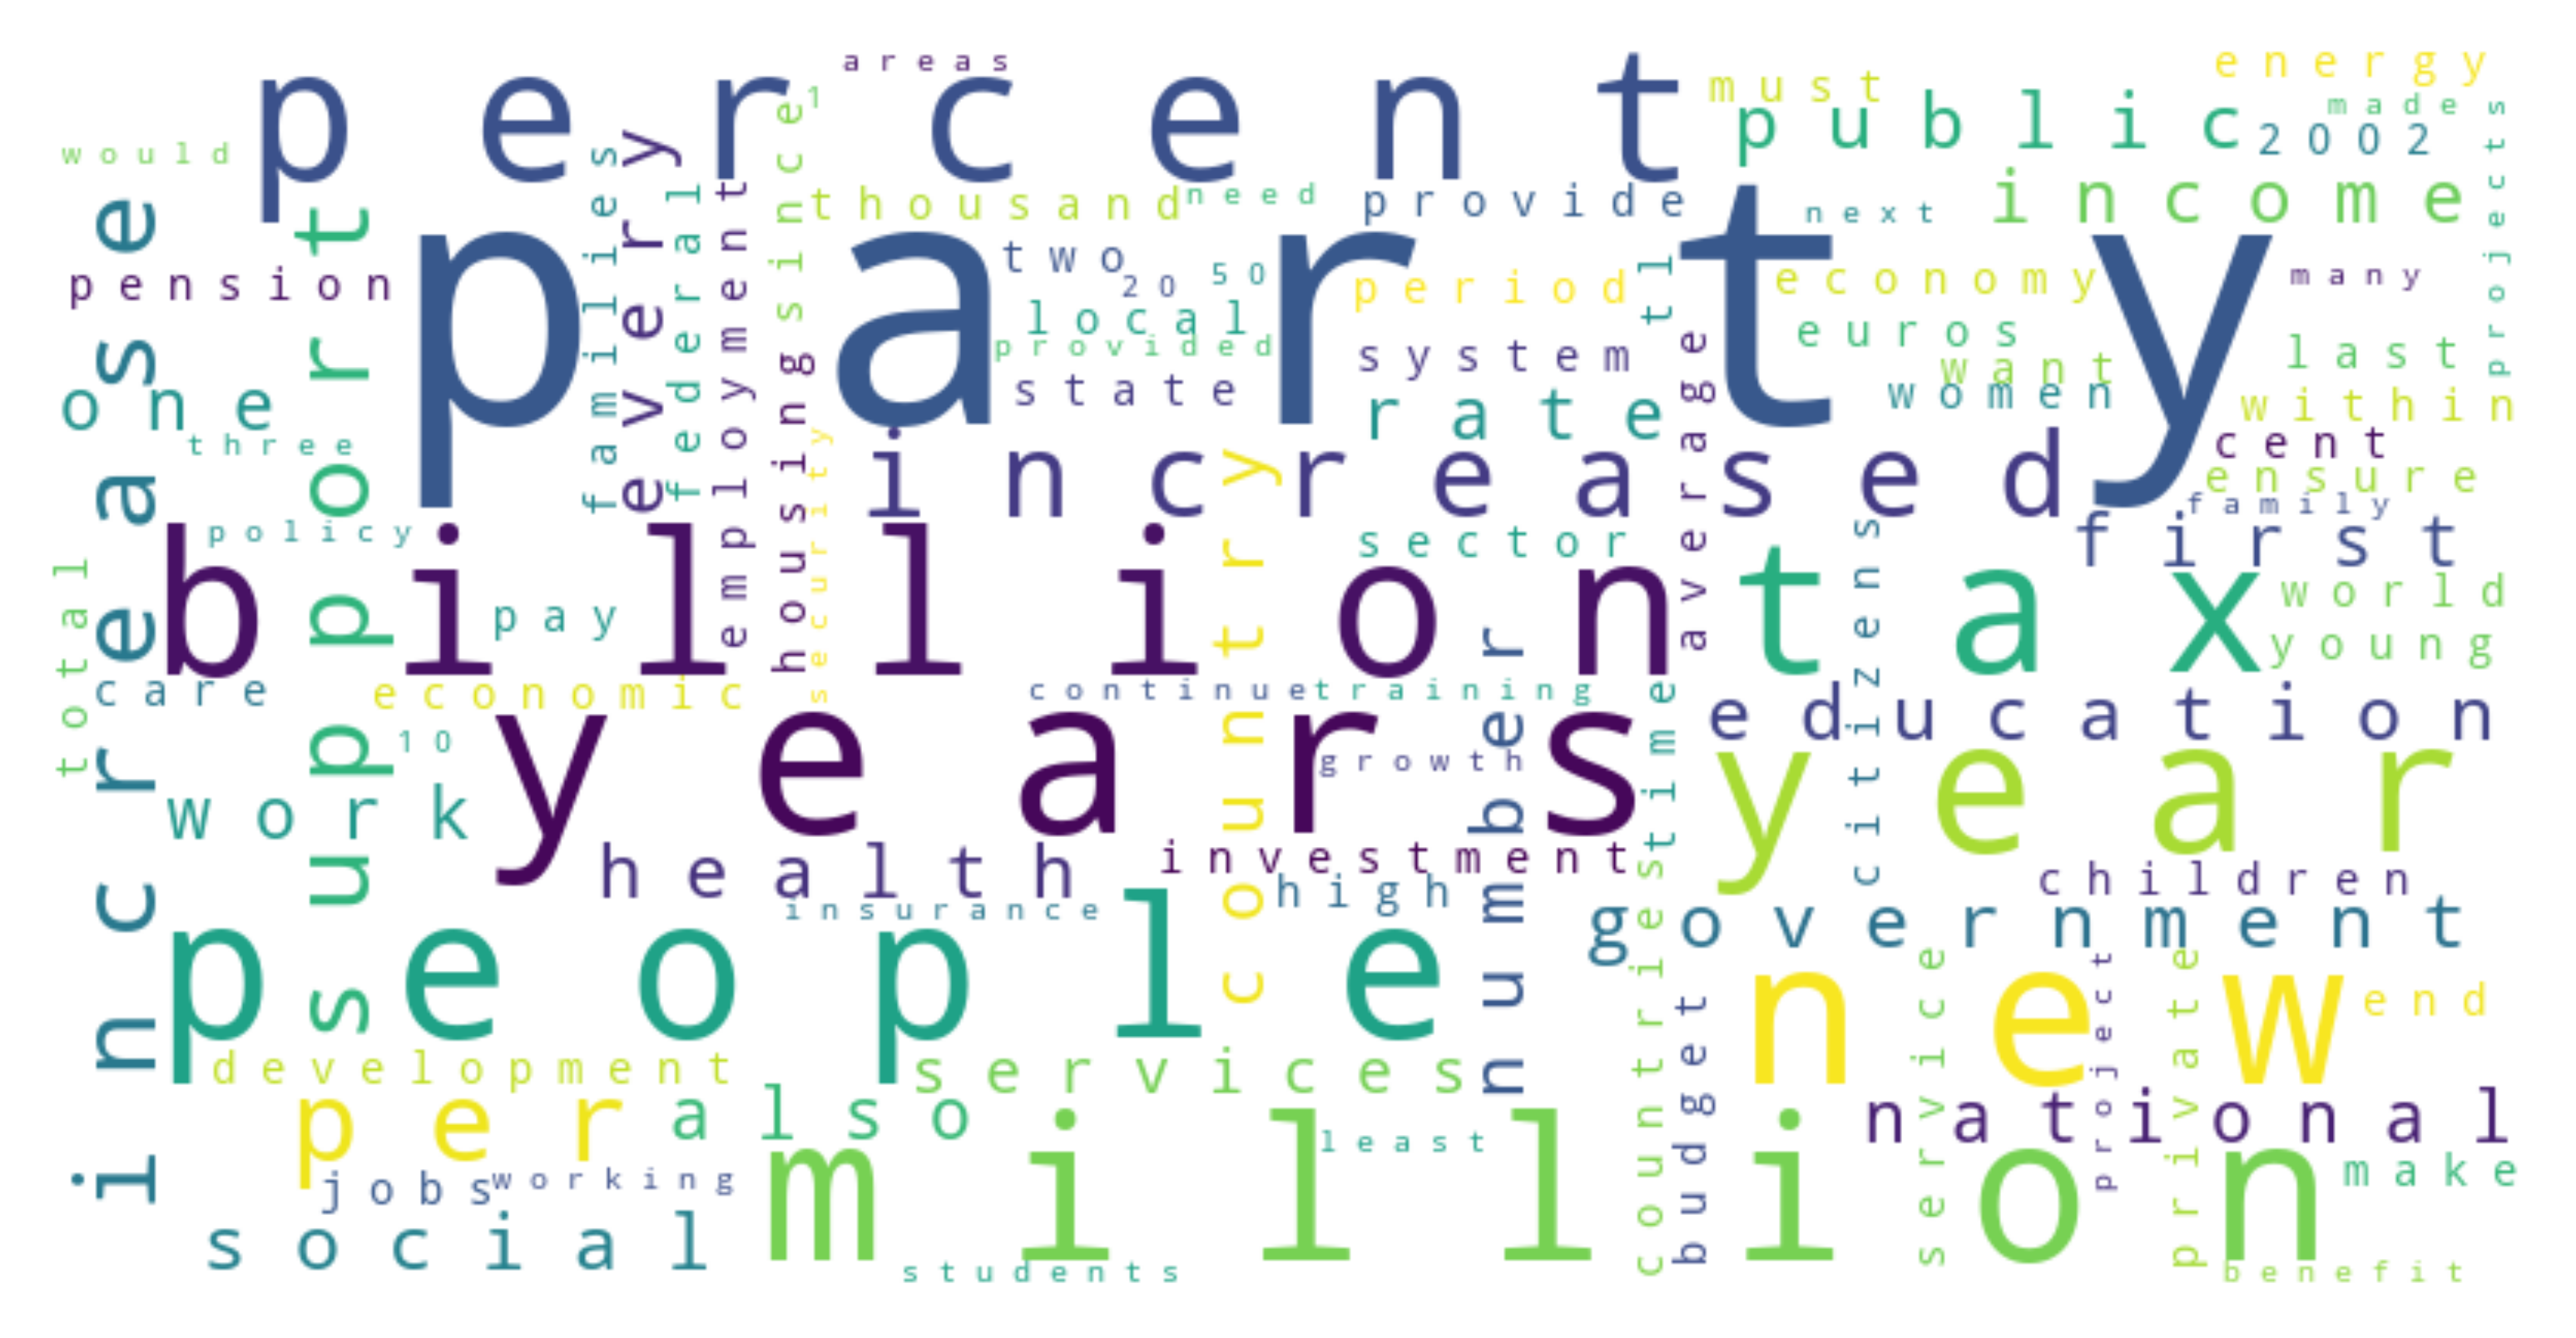 areas
energy
per cent
must
public
made
1
2002
would
projects
every
families
since
federal
employment
thousand
need
provide
next
income
increase
support
party
two
20
50
tl
pension
period
economy
many
local
provided
euros
system
last
want
state
women
one
rate
average
within
three
housing
security
cent
increased
country
ensure
family
policy
billion
sector
first
citizens
tax
total
pay
world
young
care
economic
continue
training
number
education
10
years
time
growth
year
work
health
investment
children
high
insurance
people
countries
government
service
project
private
new
end
budget
development
services
per
also
national
least
million
jobs
working
make
social
students
benefit